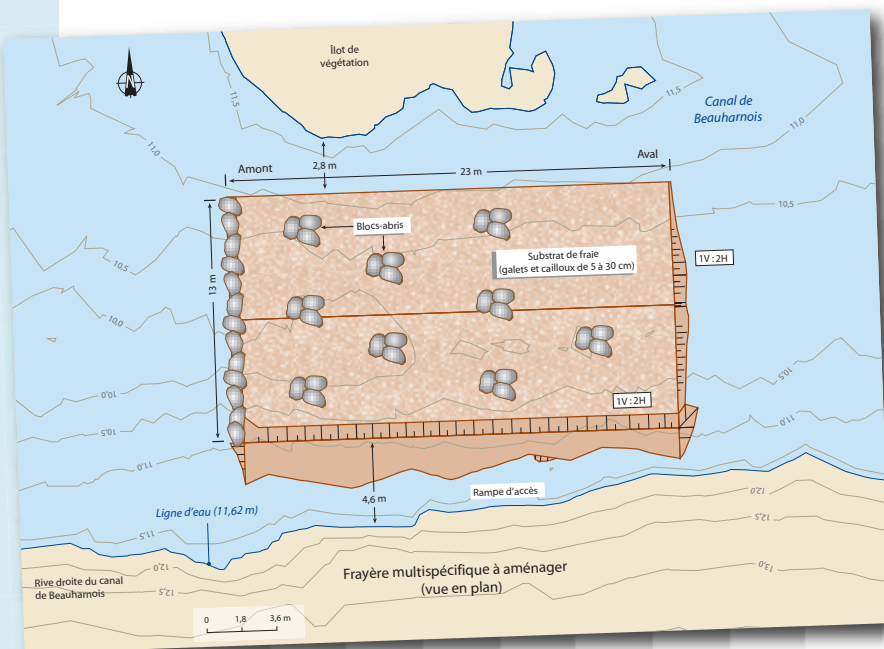 Îlot de
végétation
N
Canal de
Beauharnois
11,5
11,5
11,0
11,0
Amont
2,8 m
23 m
Aval
10,5
Blocs-abris
Substrat de fraie
(galets et cailloux de 5 à 30 cm)
1V : 2H
10,5
13 m
10,0
10,5
1V : 2H
10,0
10,5
11,0
11,0
4,6 m
Rampe d'accès
12,0
Ligne d'eau (11,62 m)
12,5
11,5
12,0
12,5
13,0
Frayère multispécifique à aménager
(vue en plan)
Rive droite du canal
de Beauharnois
0 1,8 3,6 m